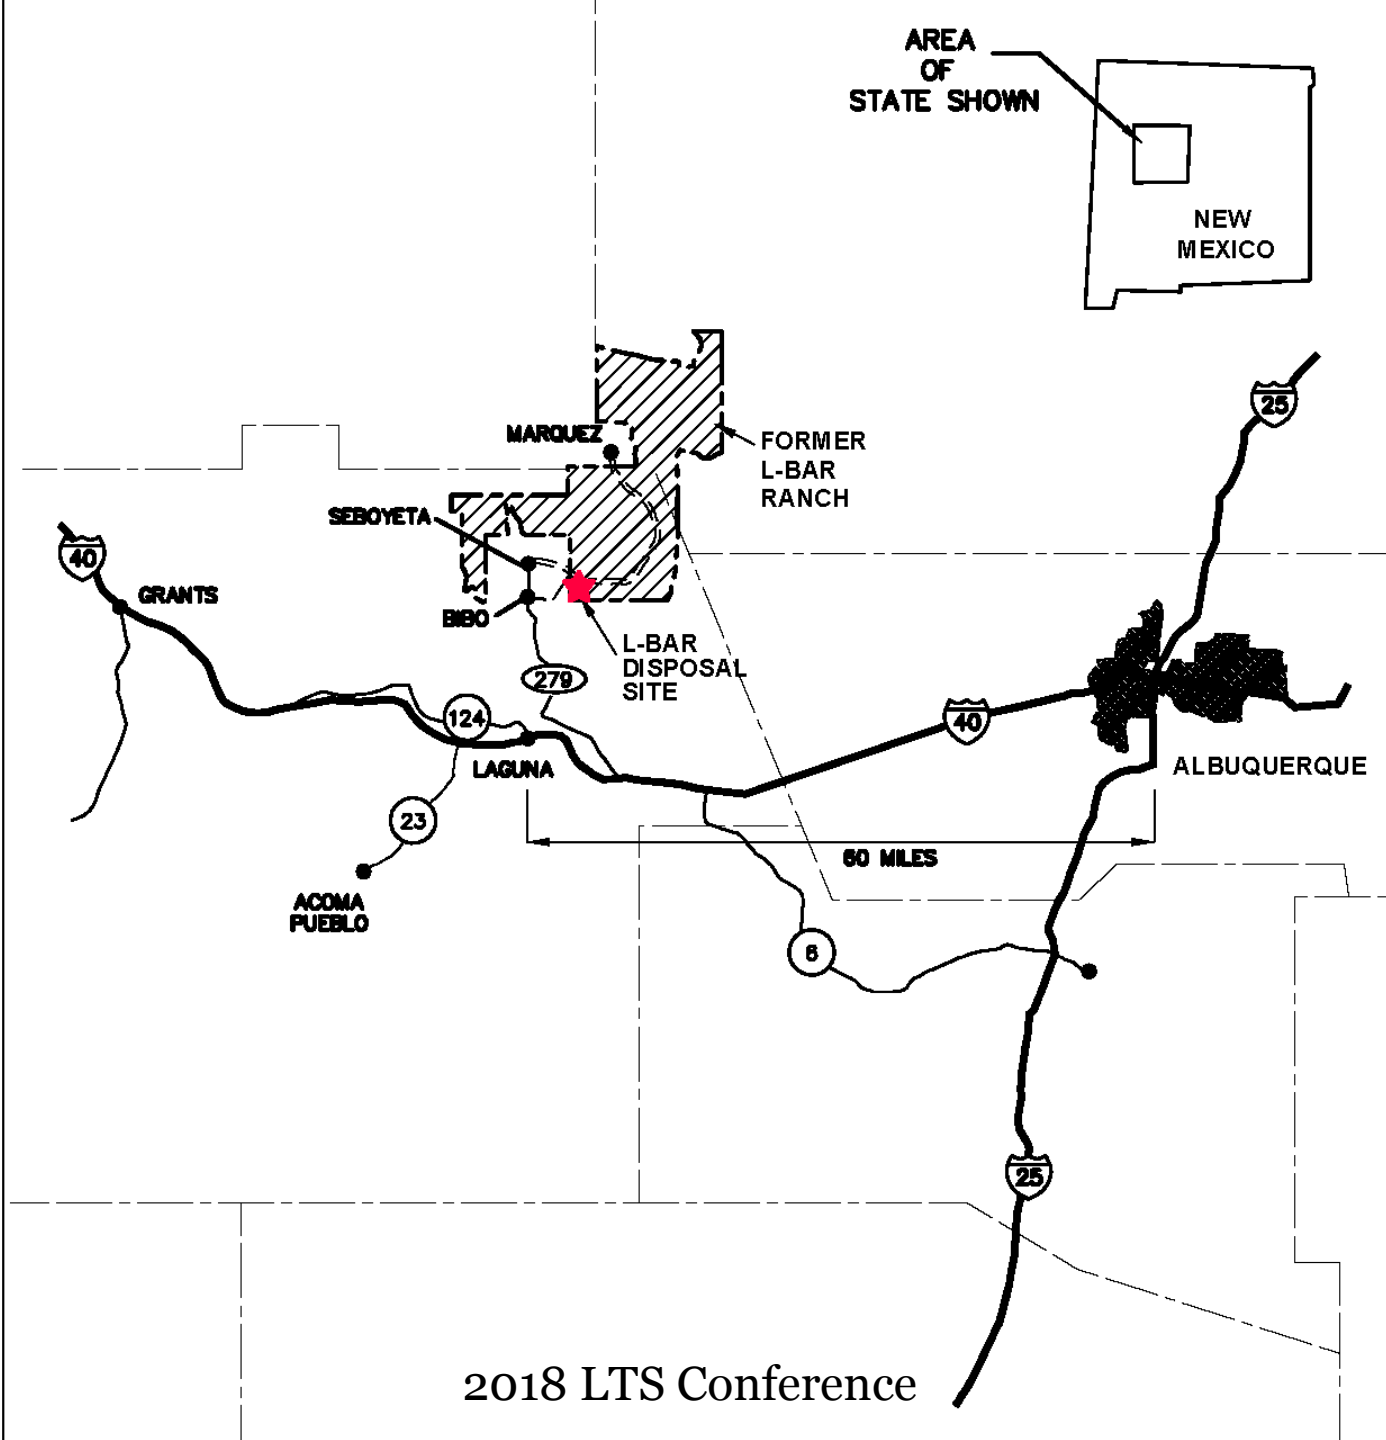 AREA
OF
STATE SHOWN
NEW
MEXICO
25
MARQUEZ
FORMER
L-BAR
RANCH
SEBOYETA
40
GRANTS
BIBO
L-BAR
DISPOSAL
SITE
279
124
40
LAGUNA
ALBUQUERQUE
23
MILES
ACOMA
PUEBLO
6
25
2018 LTS Conference